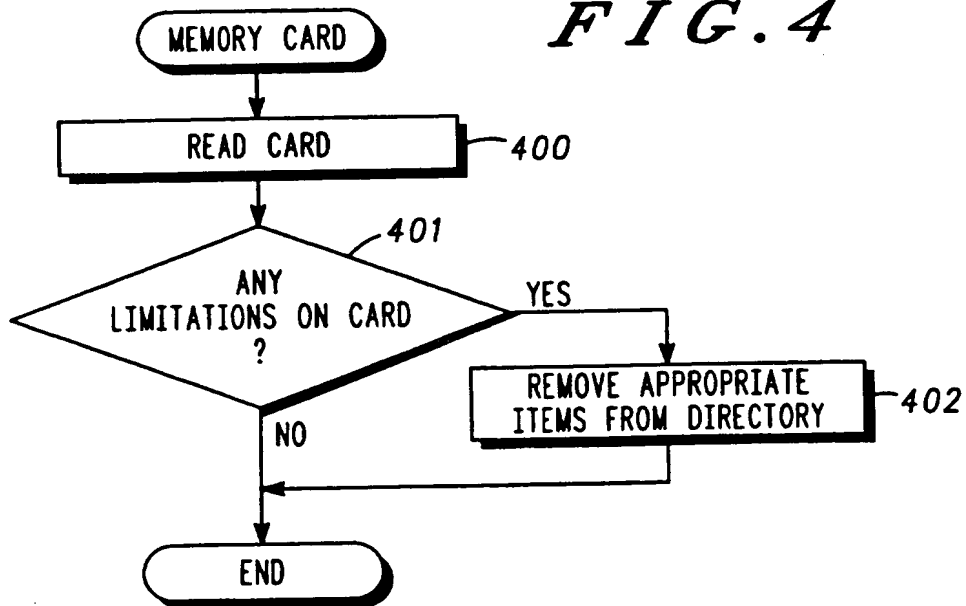 FIG.4
MEMORY CARD
READ CARD
400
401
ANY
LIMITATIONS ON CARD
?
YES
REMOVE APPROPRIATE
ITEMS FROM DIRECTORY
402
NO
END